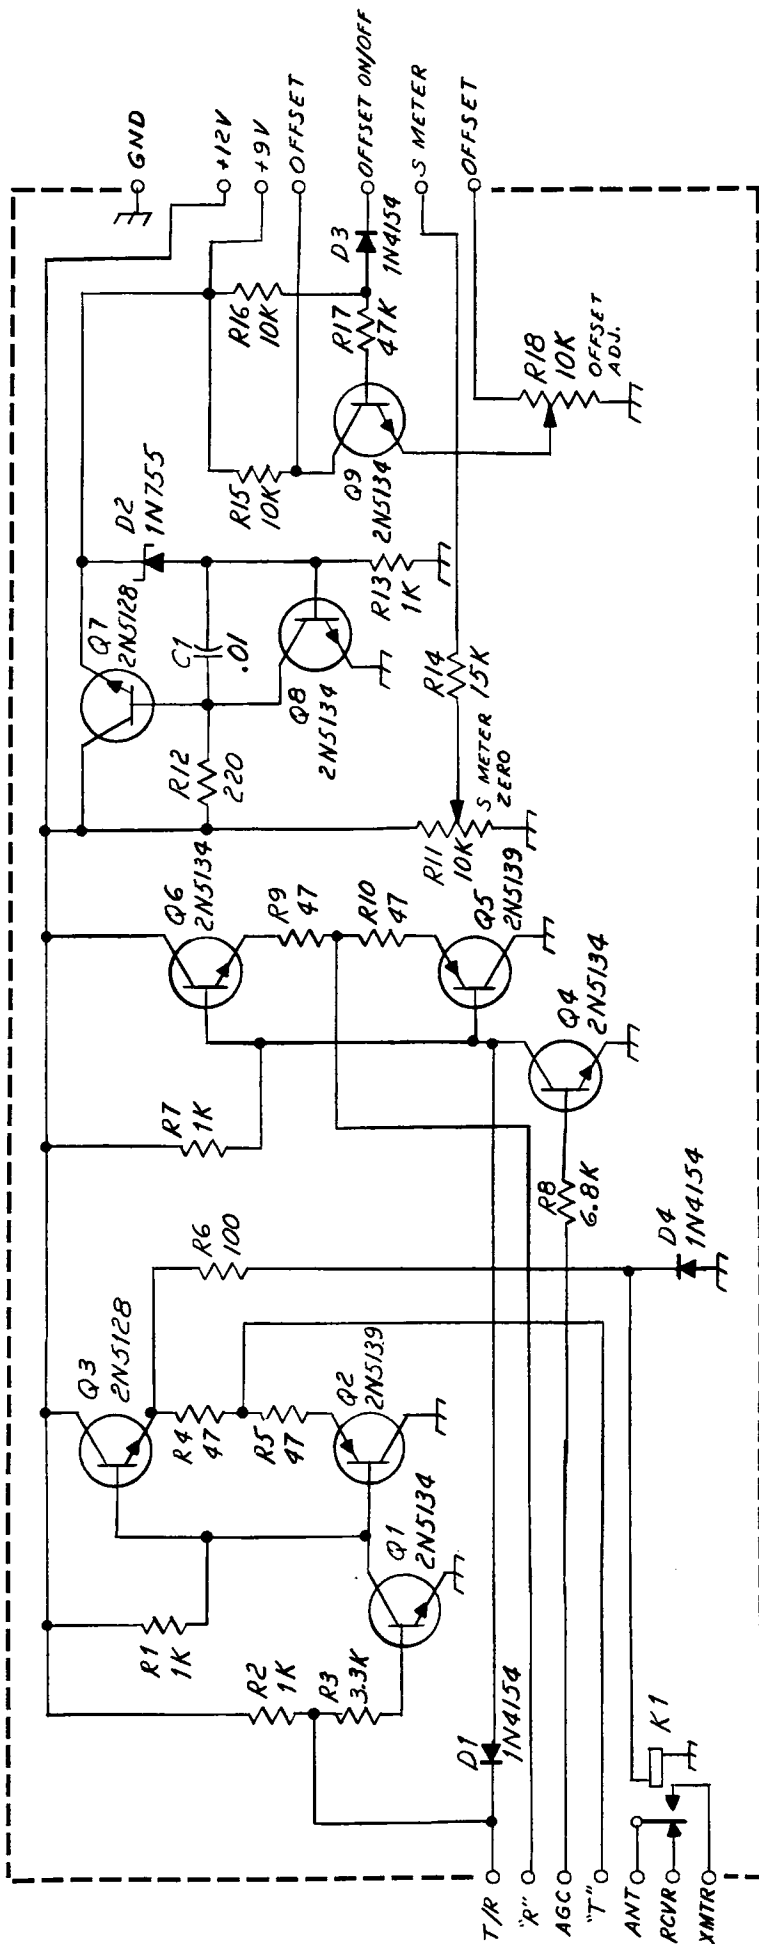 GND
+12V
+9V
OFFSET
OFFSET ON/OFF
S METER
OFFSET
D3
1N4154
R16
10K
R17
47K
R18
10K
OFFSET
ADJ.
R15
10K
Q9
2N5134
D2
1N755
Q7
2N5128
C1
.01
Q8
2N5134
R13
1K
R14
15K
R12
220
R11
10K
S METER
ZERO
Q6
2N5134
R9
47
R10
47
Q5
2N5139
Q4
2N5134
R7
1K
R8
6.8K
R6
100
D4
1N4154
Q3
2N5128
R4
47
R5
47
Q2
2N5139
Q1
2N5134
R1
1K
R2
1K
R3
3.3K
D1
1N4154
K1
T/R
"R"
AGC
"T"
ANT
RCVR
XMTR